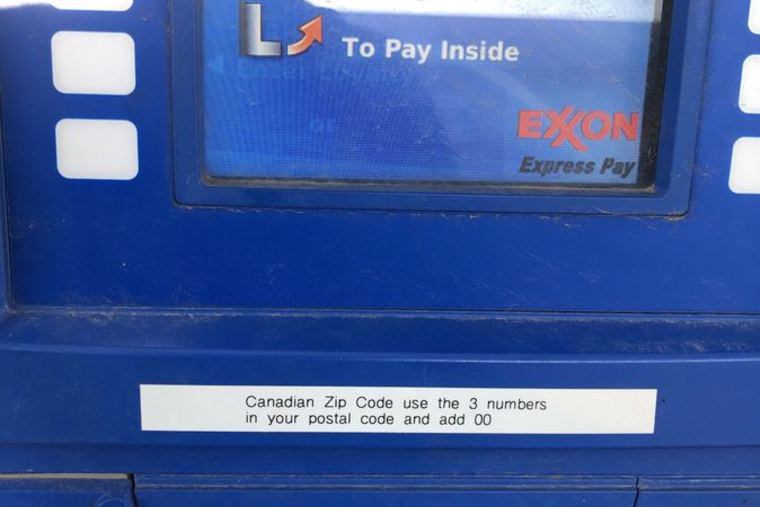 To Pay Inside
EXXON
Express Pay
Canadian Zip Code use the 3 numbers
in your postal code and add 00